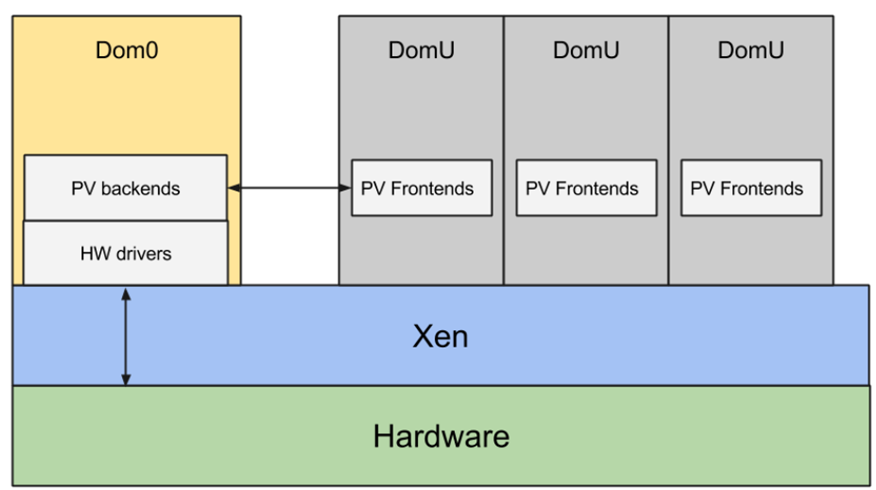 Dom0
DomU
DomU
DomU
PV backends
PV Frontends
PV Frontends
PV Frontends
HW drivers
Xen
Hardware